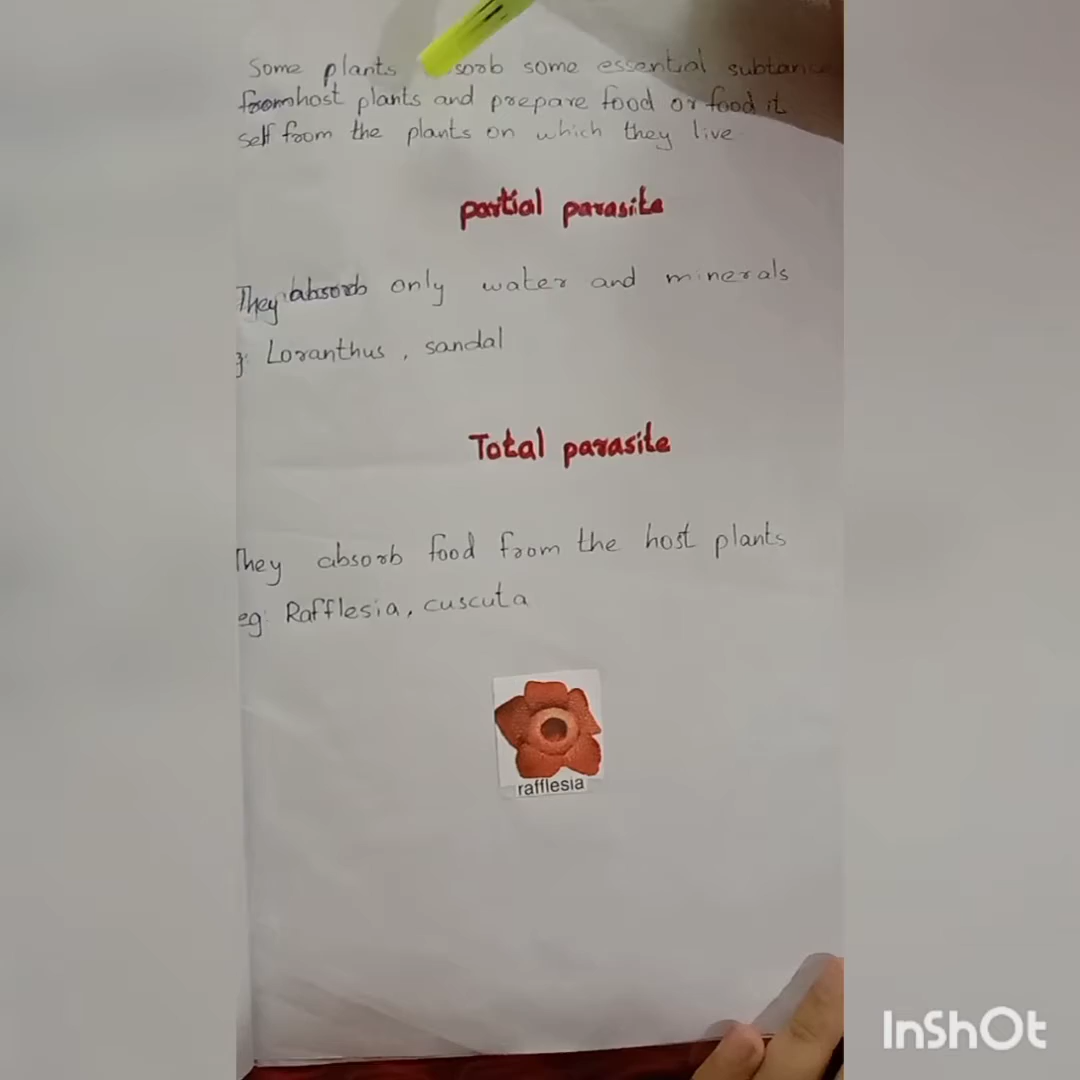 Some plants sorb some essential subtance
from host plants and prepare food or food it
self from the plants on which they live
partial parasite
They absorb only water and minerals
g: Loranthus, sandal
Total parasite
They absorb food from the host plants
eg: Rafflesia, cuscuta
rafflesia
InShOt